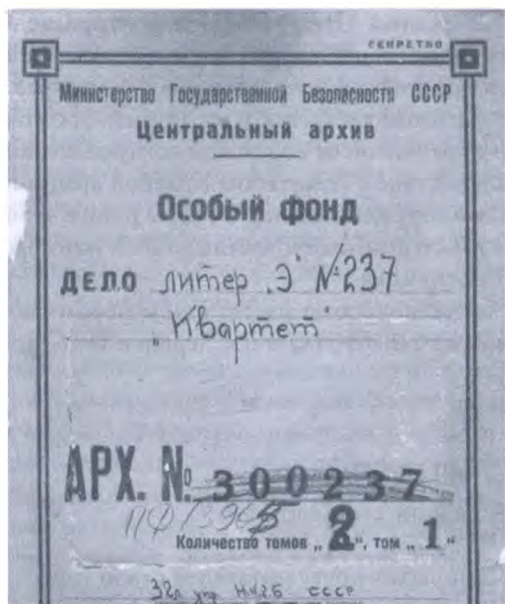 СЕКРЕТНО
Министерство Государственной Безопасности СССР
Центральный архив
Особый фонд
ДЕЛО литер „Э" №237
„Квартет"
АРХ. № 300237
Количество томов „2", том „1"
СССР